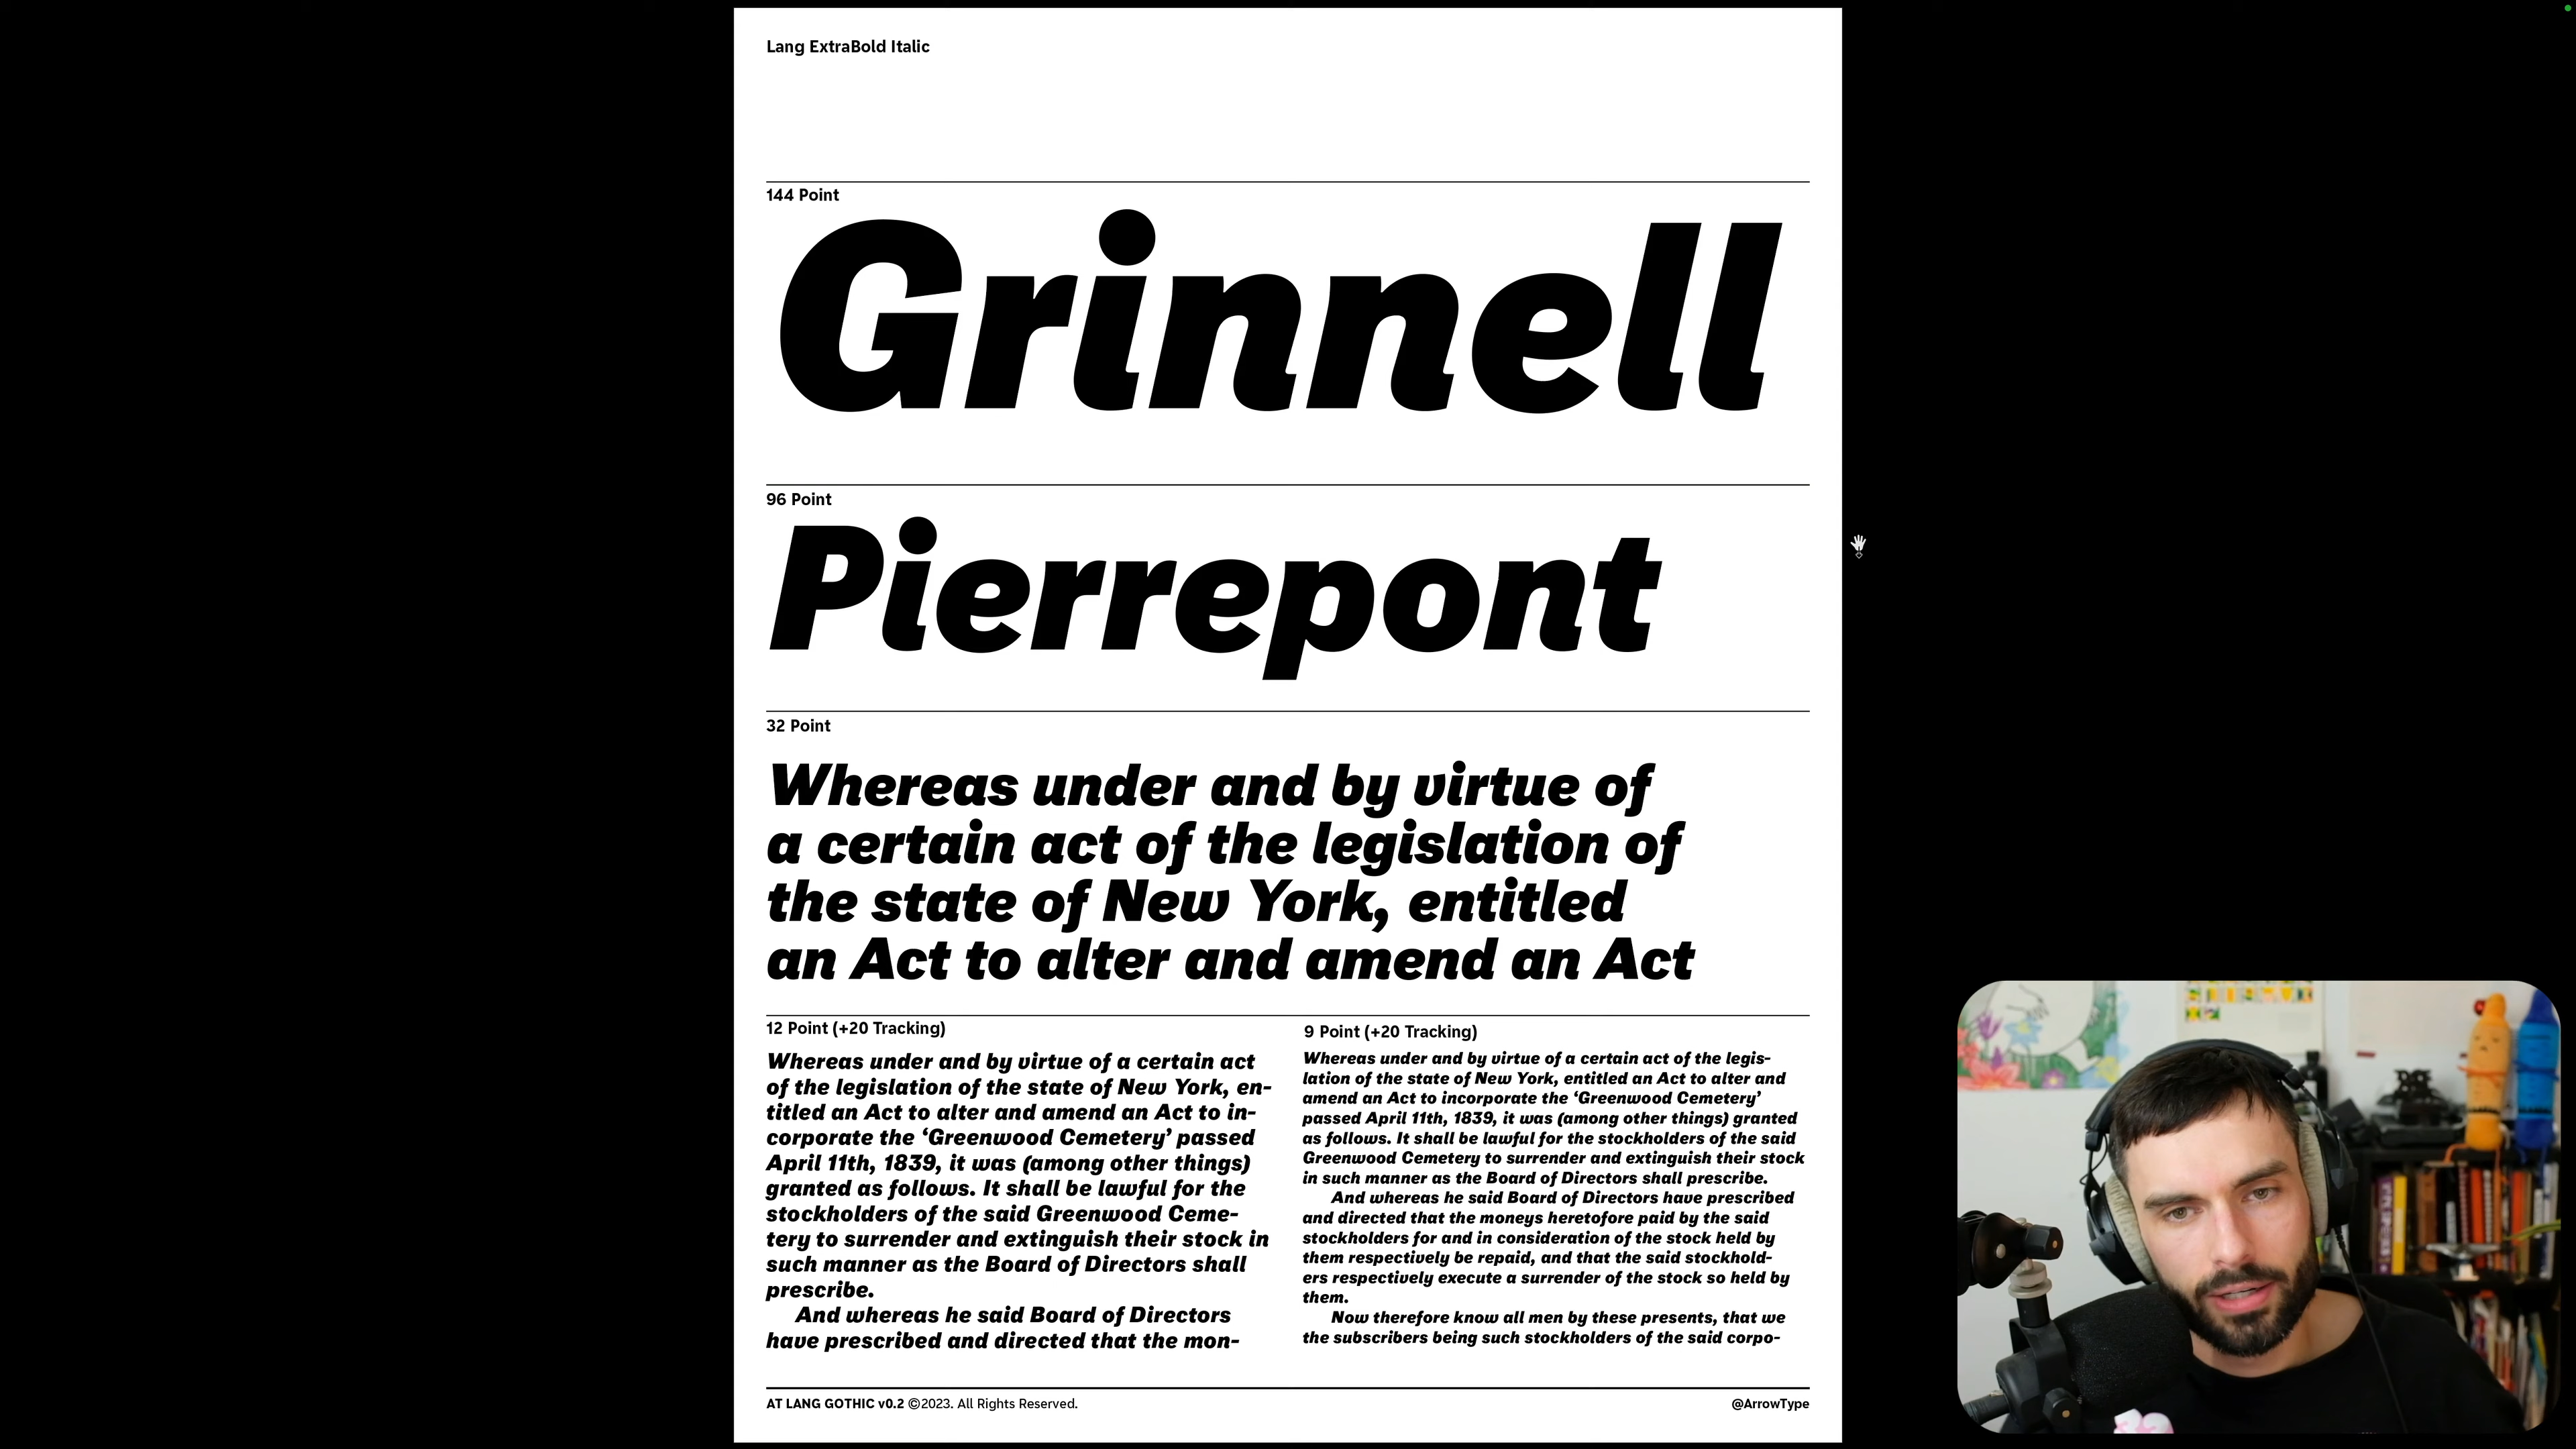 Lang ExtraBold Italic
144 Point
Grinnell
96 Point
Pierrepont
32 Point
Whereas under and by virtue of
a certain act of the legislation of
the state of New York, entitled
an Act to alter and amend an Act
12 Point (+20 Tracking)
Whereas under and by virtue of a certain act
of the legislation of the state of New York, en-
titled an Act to alter and amend an Act to in-
corporate the ‘Greenwood Cemetery’ passed
April 11th, 1839, it was (among other things)
granted as follows. It shall be lawful for the
stockholders of the said Greenwood Ceme-
tery to surrender and extinguish their stock in
such manner as the Board of Directors shall
prescribe.
And whereas he said Board of Directors
have prescribed and directed that the mon-
9 Point (+20 Tracking)
Whereas under and by virtue of a certain act of the legis-
lation of the state of New York, entitled an Act to alter and
amend an Act to incorporate the ‘Greenwood Cemetery’
passed April 11th, 1839, it was (among other things) granted
as follows. It shall be lawful for the stockholders of the said
Greenwood Cemetery to surrender and extinguish their stock
in such manner as the Board of Directors shall prescribe.
And whereas he said Board of Directors have prescribed
and directed that the moneys heretofore paid by the said
stockholders for and in consideration of the stock held by
them respectively be repaid, and that the said stockhold-
ers respectively execute a surrender of the stock so held by
them.
Now therefore know all men by these presents, that we
the subscribers being such stockholders of the said corpo-
AT LANG GOTHIC v0.2 ©2023. All Rights Reserved.
@ArrowType